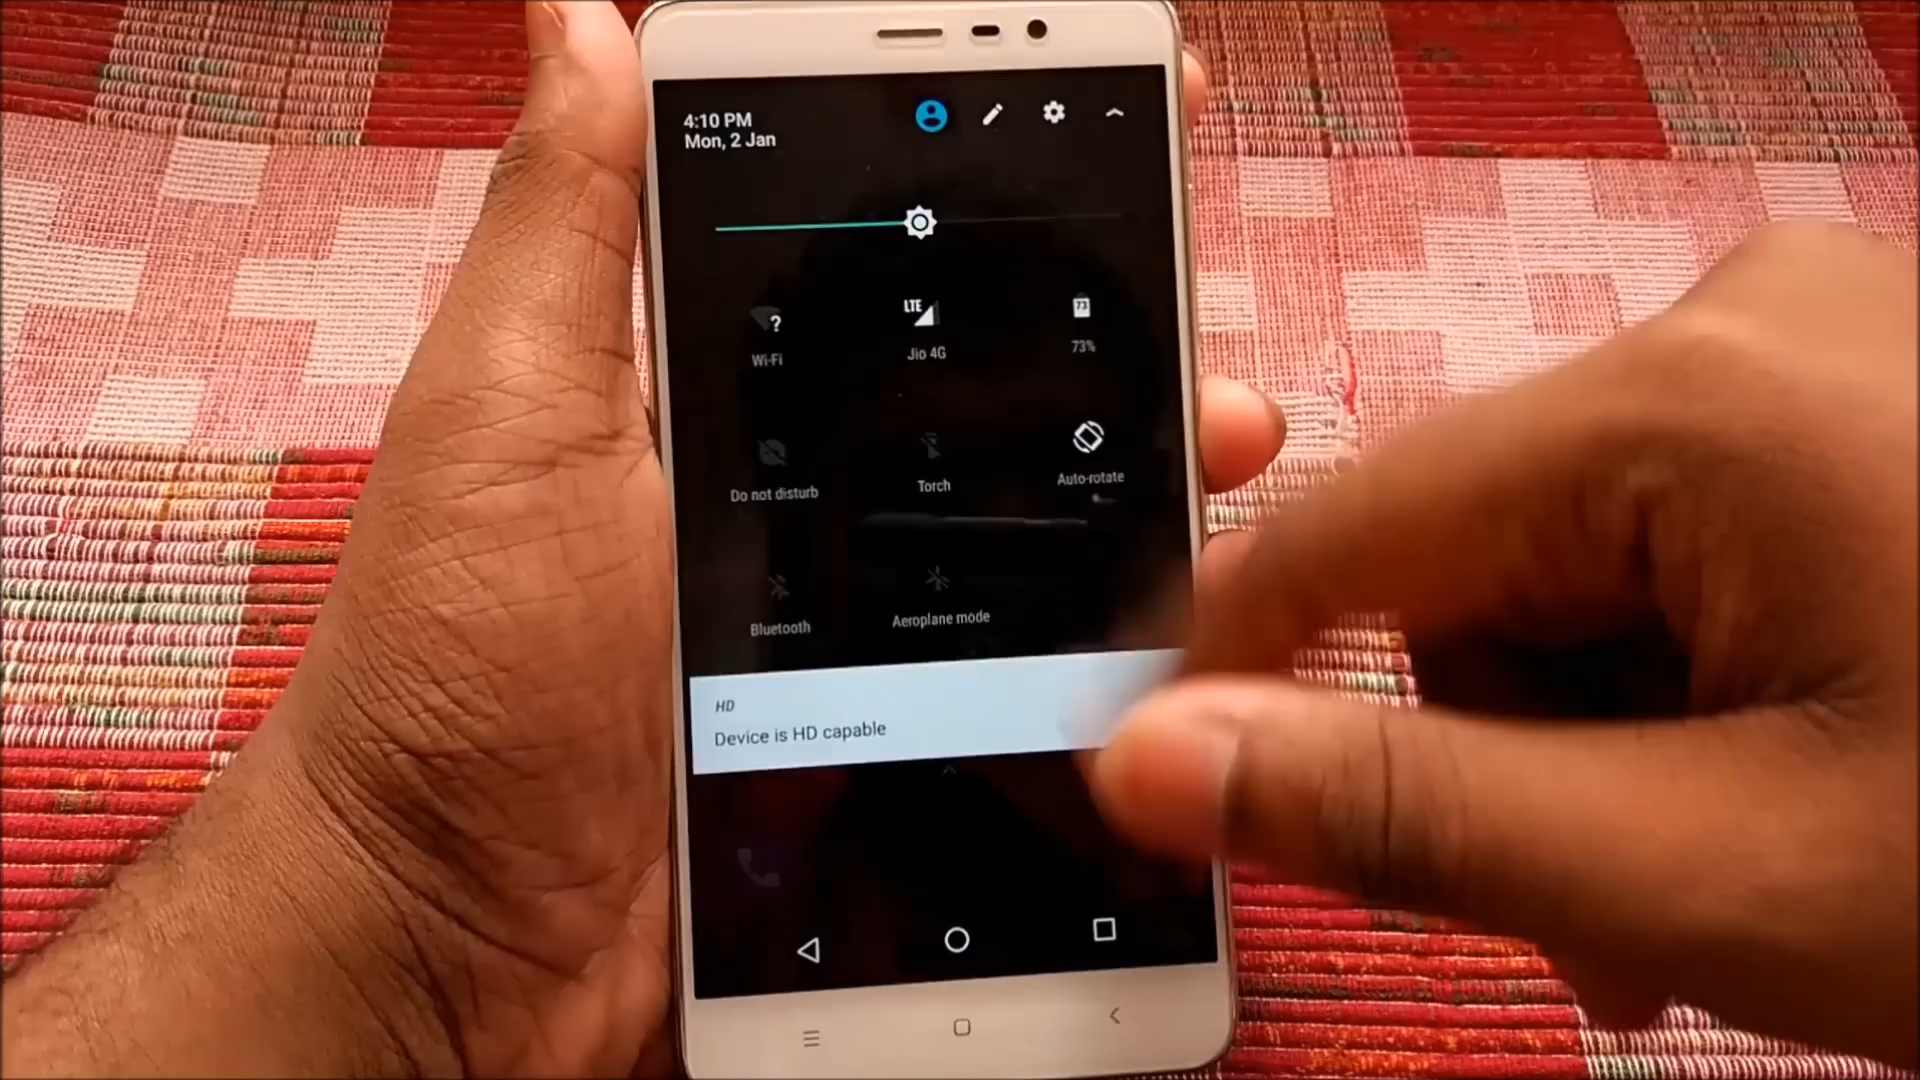 4:10 PM
Mon, 2 Jan
?
LTE
73
Wi-Fi
Jio 4G
73%
Do not disturb
Torch
Auto-rotate
Bluetooth
Aeroplane mode
HD
Device is HD capable